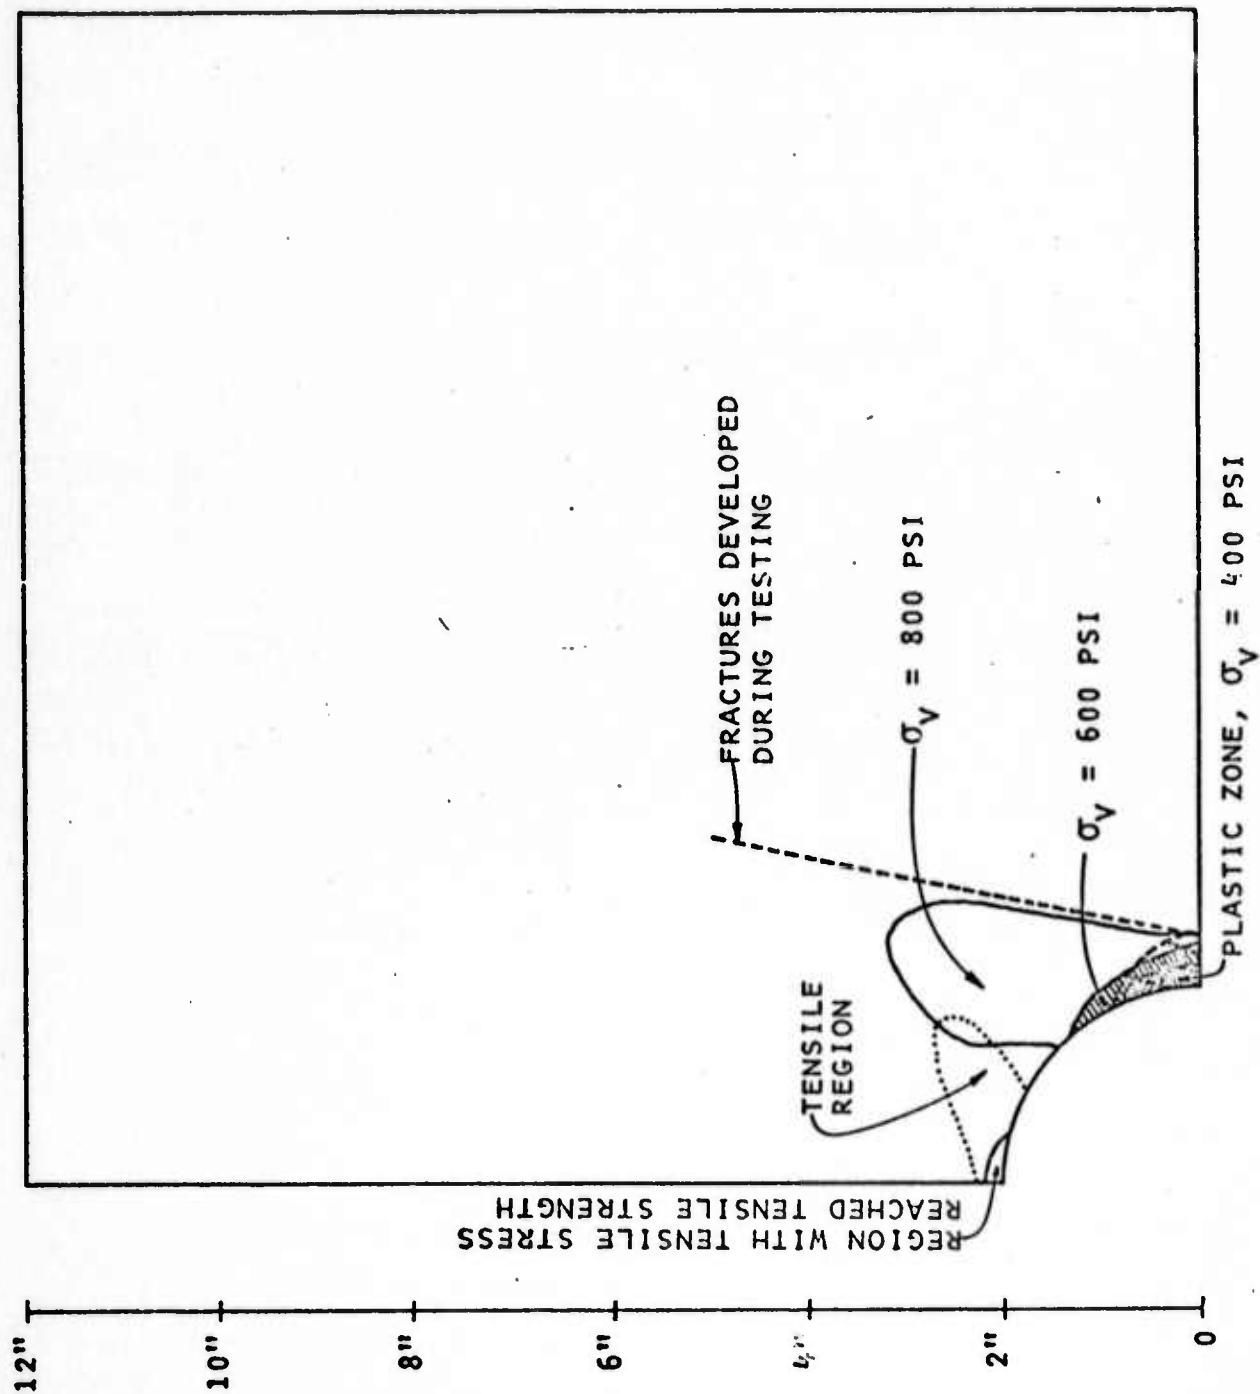 FRACTURES DEVELOPED
DURING TESTING
σV = 800 PSI
σV = 600 PSI
PLASTIC ZONE, σV = 400 PSI
TENSILE
REGION
REGION WITH TENSILE STRESS
REACHED TENSILE STRENGTH
12"
10"
8"
6"
4"
2"
0